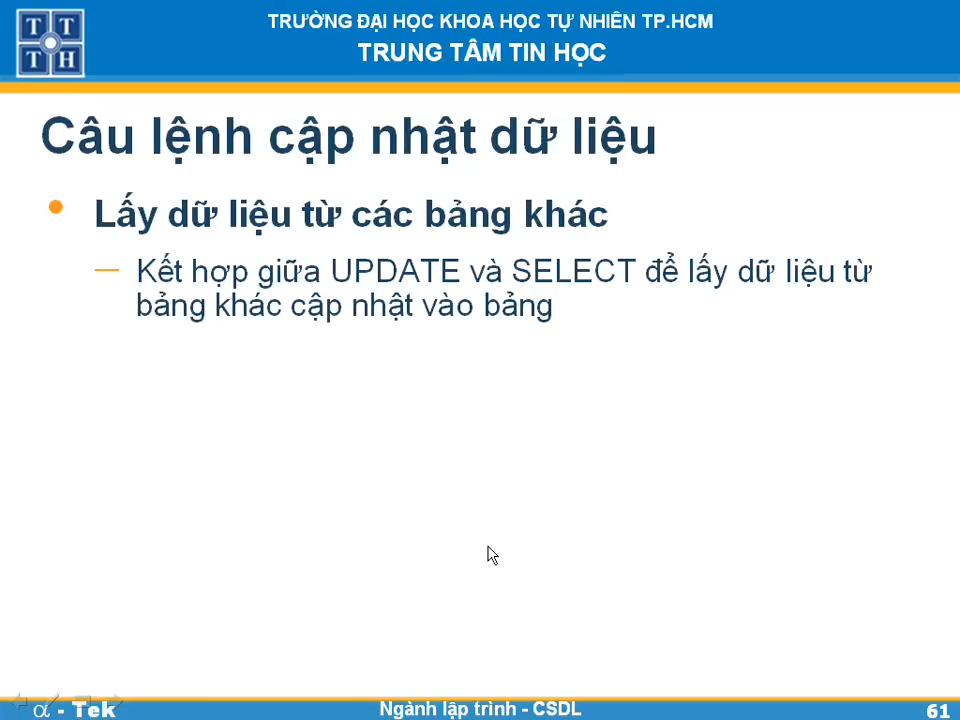 TRƯỜNG ĐẠI HỌC KHOA HỌC TỰ NHIÊN TP.HCM
TRUNG TÂM TIN HỌC
T T
T H
Câu lệnh cập nhật dữ liệu
Lấy dữ liệu từ các bảng khác
Kết hợp giữa UPDATE và SELECT để lấy dữ liệu từ
bảng khác cập nhật vào bảng
α - Tek
Ngành lập trình - CSDL
61